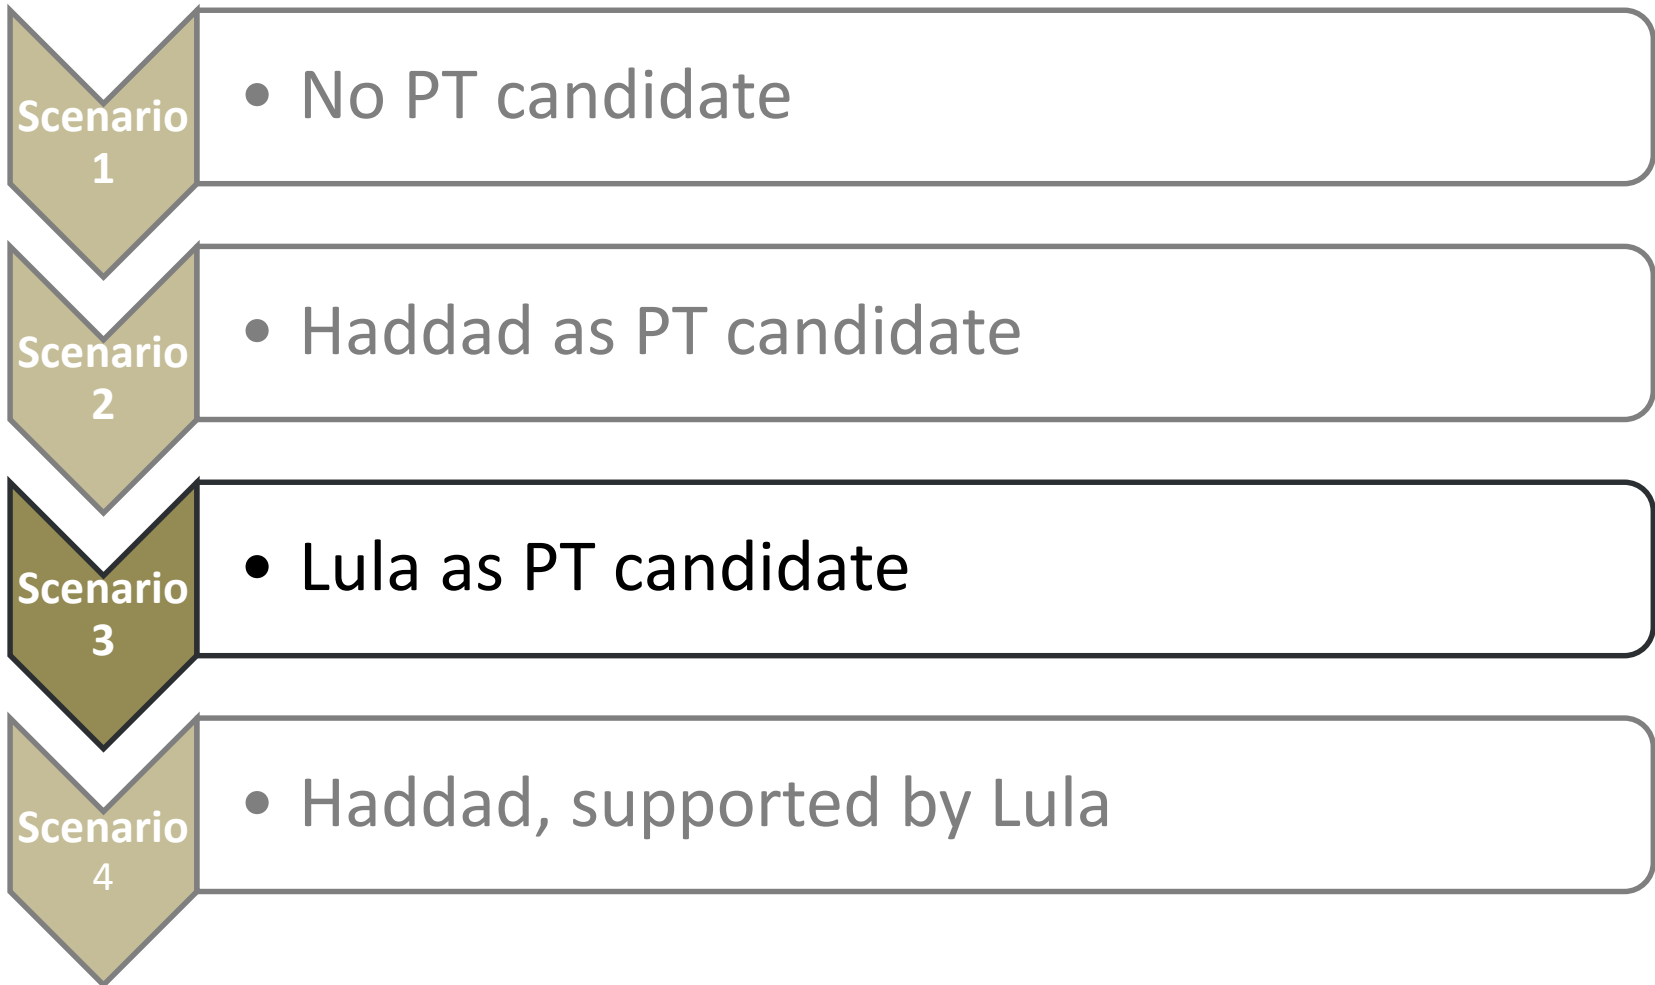 Scenario
1
• No PT candidate
Scenario
2
• Haddad as PT candidate
Scenario
3
• Lula as PT candidate
Scenario
4
• Haddad, supported by Lula